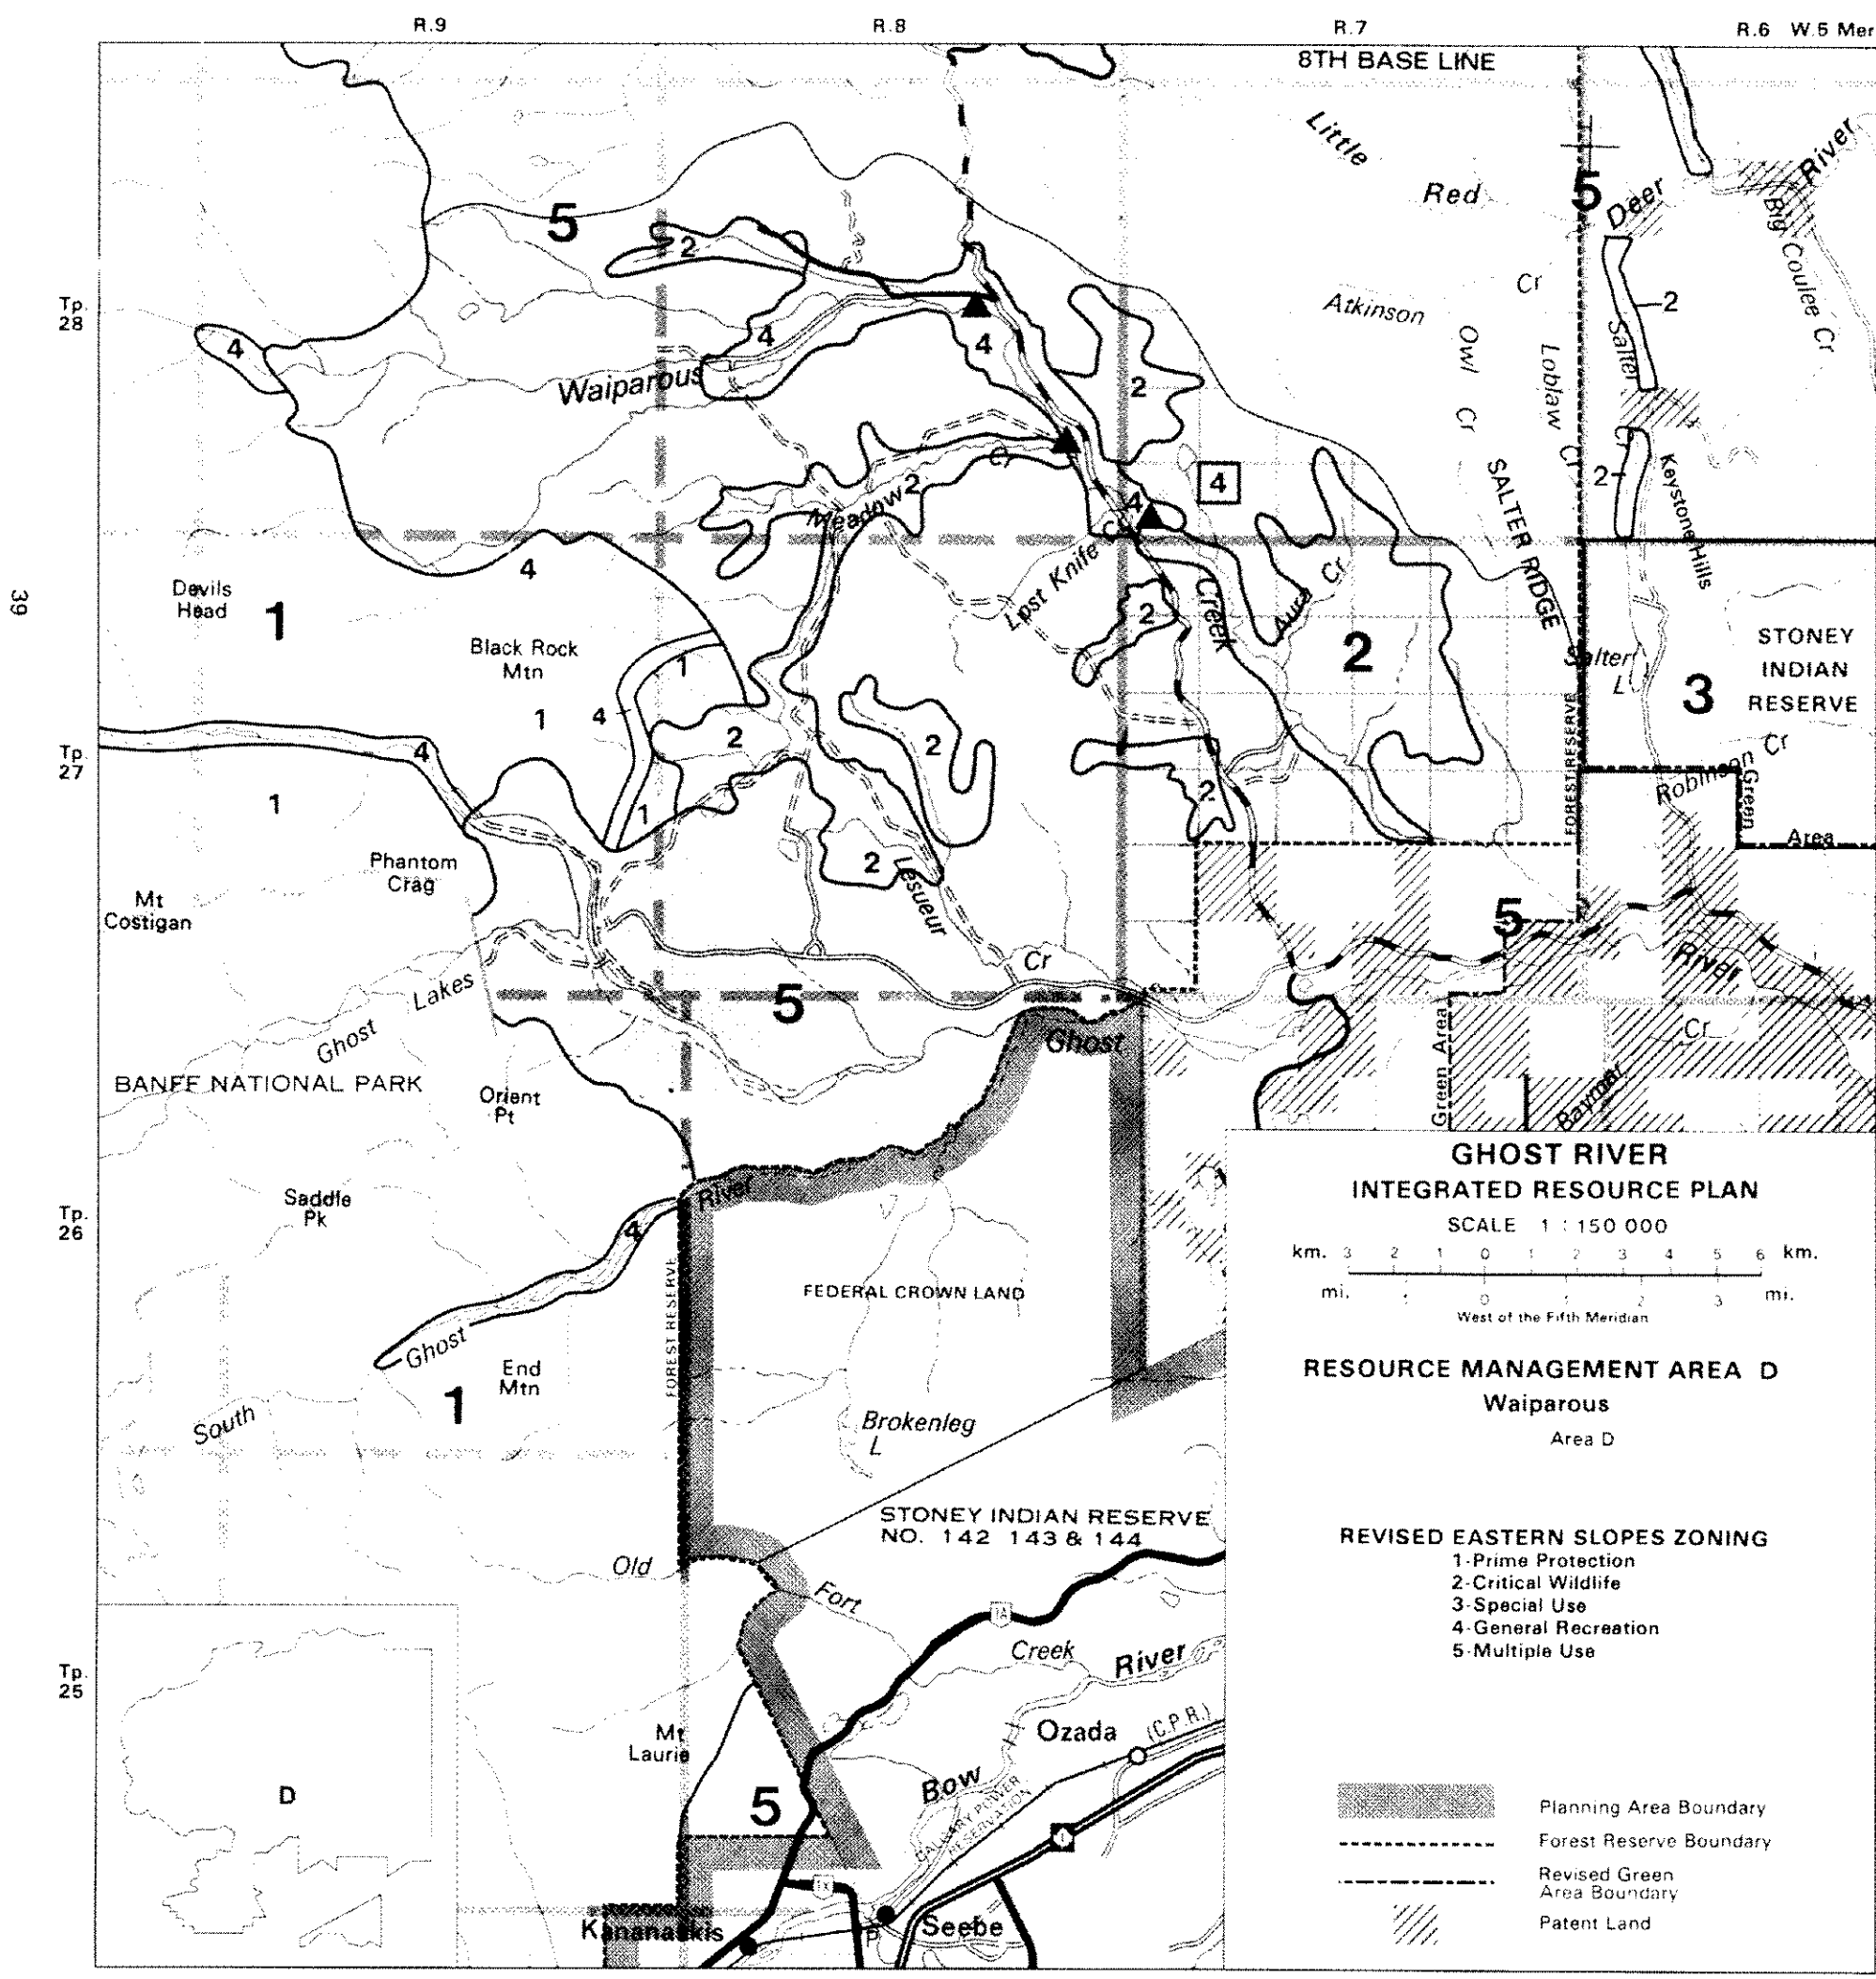 R.9 R.8 R.7 R.6 W.5 Mer
8TH BASE LINE
Little
Red
Deer
River
Big Coulee Cr
5
5
2
Tp.
28
4
Waiparous
4
4
2
Atkinson
Cr
Owl
Cr
Loblaw
Cr
Salter
Cr
2
2
Keystone Hills
SALTER RIDGE
Meadow
Cr
2
4
4
39
Devils
Head
1
4
Black Rock
Mtn
1
1
4
Lost Knife
Cr
Creek
2
Aura
Cr
2
Salter
L
3
STONEY
INDIAN
RESERVE
FOREST RESERVE
Robinson Cr
Green
Area
Tp.
27
4
1
1
2
2
2
2
Phantom
Crag
Mt
Costigan
Lesueur
Cr
5
5
River
Ghost
Lakes
Ghost
BANFF NATIONAL PARK
Orient
Pt
Green Area
Cr
Raymar
Tp.
26
Saddle
Pk
River
4
FOREST RESERVE
FEDERAL CROWN LAND
Ghost
End
Mtn
1
South
Brokenleg
L
STONEY INDIAN RESERVE
NO. 142 143 & 144
Old
Fort
Creek
1A
River
Tp.
25
Mt
Laurie
Ozada
(C.P.R.)
Bow
CALGARY POWER
RESERVATION
5
D
1
1X
Kananaskis
Seebe
GHOST RIVER
INTEGRATED RESOURCE PLAN
SCALE 1 : 150 000
km. 3 2 1 0 1 2 3 4 5 6 km.
mi. 1 0 1 2 3 mi.
West of the Fifth Meridian
RESOURCE MANAGEMENT AREA D
Waiparous
Area D
REVISED EASTERN SLOPES ZONING
1-Prime Protection
2-Critical Wildlife
3-Special Use
4-General Recreation
5-Multiple Use
Planning Area Boundary
Forest Reserve Boundary
Revised Green
Area Boundary
Patent Land